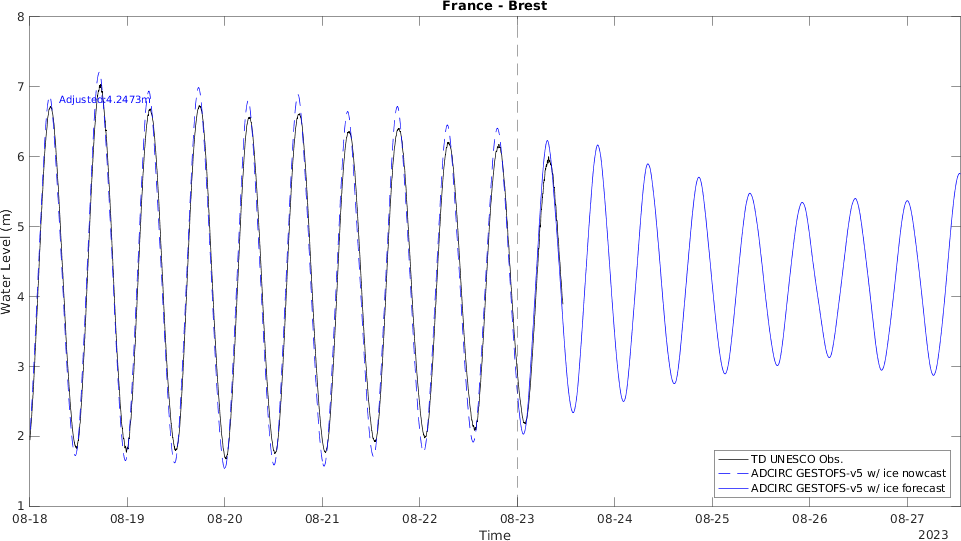 France - Brest
8
7
6
5
4
3
2
1
Water Level (m)
Adjusted:4.2473m
TD UNESCO Obs.
ADCIRC GESTOFS-v5 w/ ice nowcast
ADCIRC GESTOFS-v5 w/ ice forecast
08-18 08-19 08-20 08-21 08-22 08-23 08-24 08-25 08-26 08-27
Time
2023